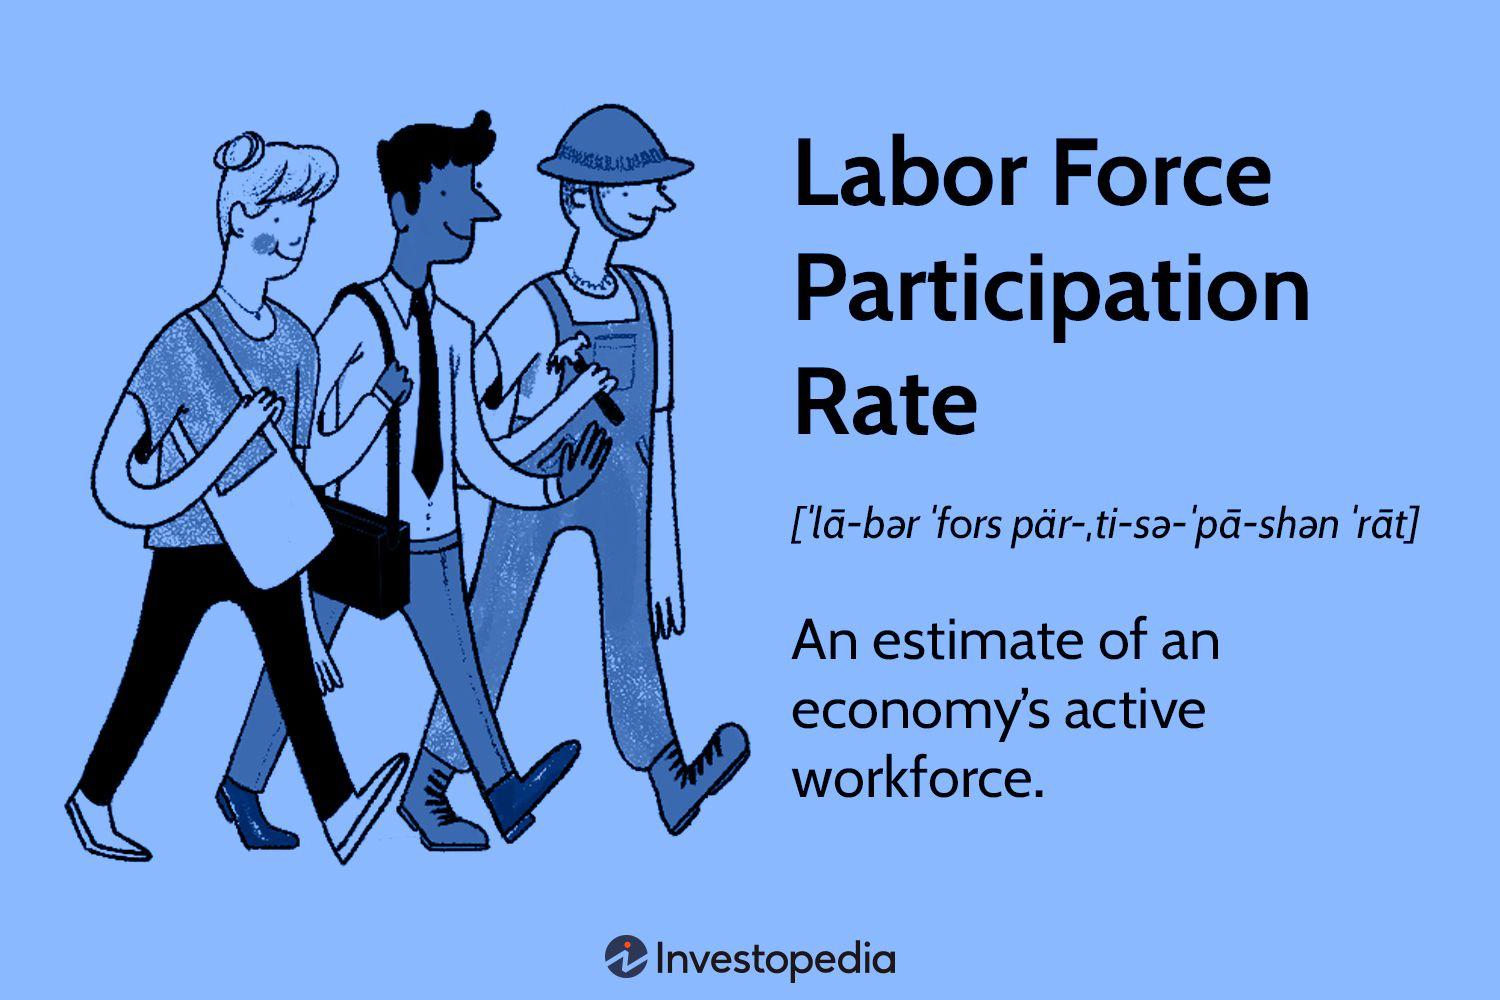 Labor Force
Participation
Rate
[ˈlā-bər ˈfors pär-ˌti-sə-ˈpā-shən ˈrāt]
An estimate of an
economy’s active
workforce.
Investopedia